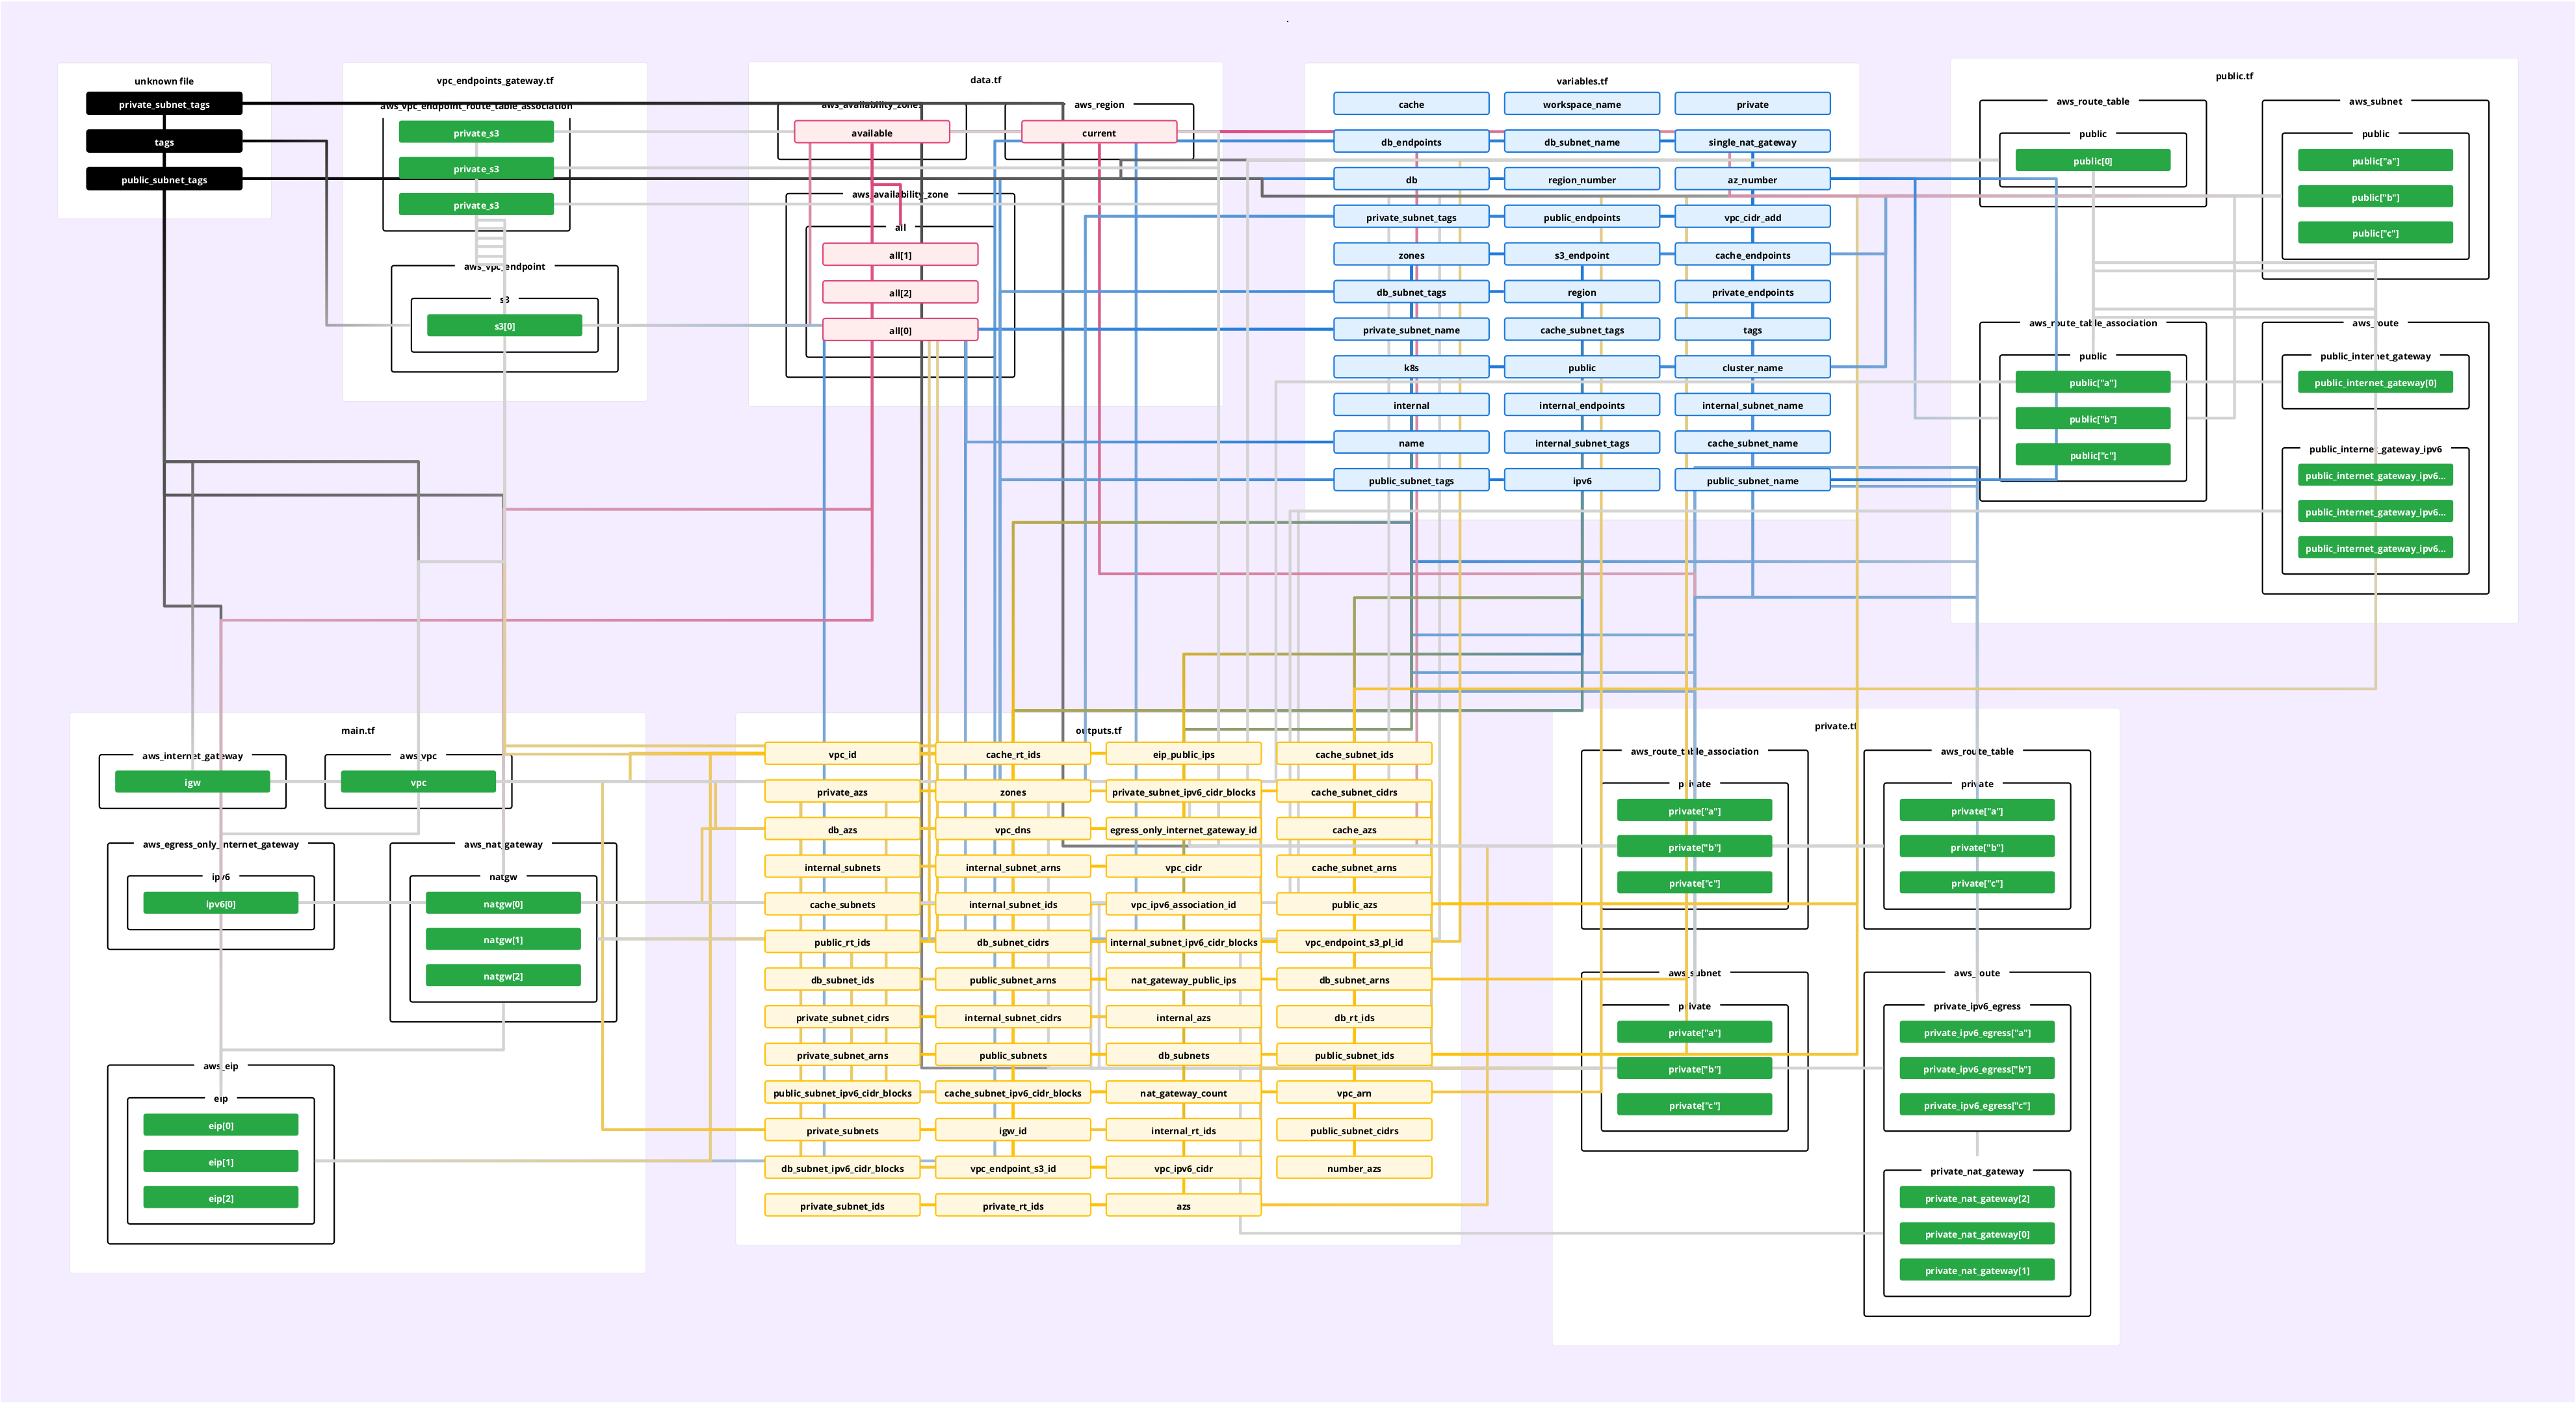 .
unknown file
private_subnet_tags
tags
public_subnet_tags
vpc_endpoints_gateway.tf
aws_vpc_endpoint_route_table_association
private_s3
private_s3
private_s3
aws_vpc_endpoint
s3
s3[0]
data.tf
aws_availability_zones
available
aws_region
current
aws_availability_zone
all
all[1]
all[2]
all[0]
variables.tf
cache workspace_name private
db_endpoints db_subnet_name single_nat_gateway
db region_number az_number
private_subnet_tags public_endpoints vpc_cidr_add
zones s3_endpoint cache_endpoints
db_subnet_tags region private_endpoints
private_subnet_name cache_subnet_tags tags
k8s public cluster_name
internal internal_endpoints internal_subnet_name
name internal_subnet_tags cache_subnet_name
public_subnet_tags ipv6 public_subnet_name
public.tf
aws_route_table
public
public[0]
aws_subnet
public
public["a"]
public["b"]
public["c"]
aws_route_table_association
public
public["a"]
public["b"]
public["c"]
aws_route
public_internet_gateway
public_internet_gateway[0]
public_internet_gateway_ipv6
public_internet_gateway_ipv6...
public_internet_gateway_ipv6...
public_internet_gateway_ipv6...
main.tf
aws_internet_gateway
igw
aws_vpc
vpc
aws_egress_only_internet_gateway
ipv6
ipv6[0]
aws_nat_gateway
natgw
natgw[0]
natgw[1]
natgw[2]
aws_eip
eip
eip[0]
eip[1]
eip[2]
outputs.tf
vpc_id cache_rt_ids eip_public_ips cache_subnet_ids
private_azs zones private_subnet_ipv6_cidr_blocks cache_subnet_cidrs
db_azs vpc_dns egress_only_internet_gateway_id cache_azs
internal_subnets internal_subnet_arns vpc_cidr cache_subnet_arns
cache_subnets internal_subnet_ids vpc_ipv6_association_id public_azs
public_rt_ids db_subnet_cidrs internal_subnet_ipv6_cidr_blocks vpc_endpoint_s3_pl_id
db_subnet_ids public_subnet_arns nat_gateway_public_ips db_subnet_arns
private_subnet_cidrs internal_subnet_cidrs internal_azs db_rt_ids
private_subnet_arns public_subnets db_subnets public_subnet_ids
public_subnet_ipv6_cidr_blocks cache_subnet_ipv6_cidr_blocks nat_gateway_count vpc_arn
private_subnets igw_id internal_rt_ids public_subnet_cidrs
db_subnet_ipv6_cidr_blocks vpc_endpoint_s3_id vpc_ipv6_cidr number_azs
private_subnet_ids private_rt_ids azs
private.tf
aws_route_table_association
private
private["a"]
private["b"]
private["c"]
aws_route_table
private
private["a"]
private["b"]
private["c"]
aws_subnet
private
private["a"]
private["b"]
private["c"]
aws_route
private_ipv6_egress
private_ipv6_egress["a"]
private_ipv6_egress["b"]
private_ipv6_egress["c"]
private_nat_gateway
private_nat_gateway[2]
private_nat_gateway[0]
private_nat_gateway[1]